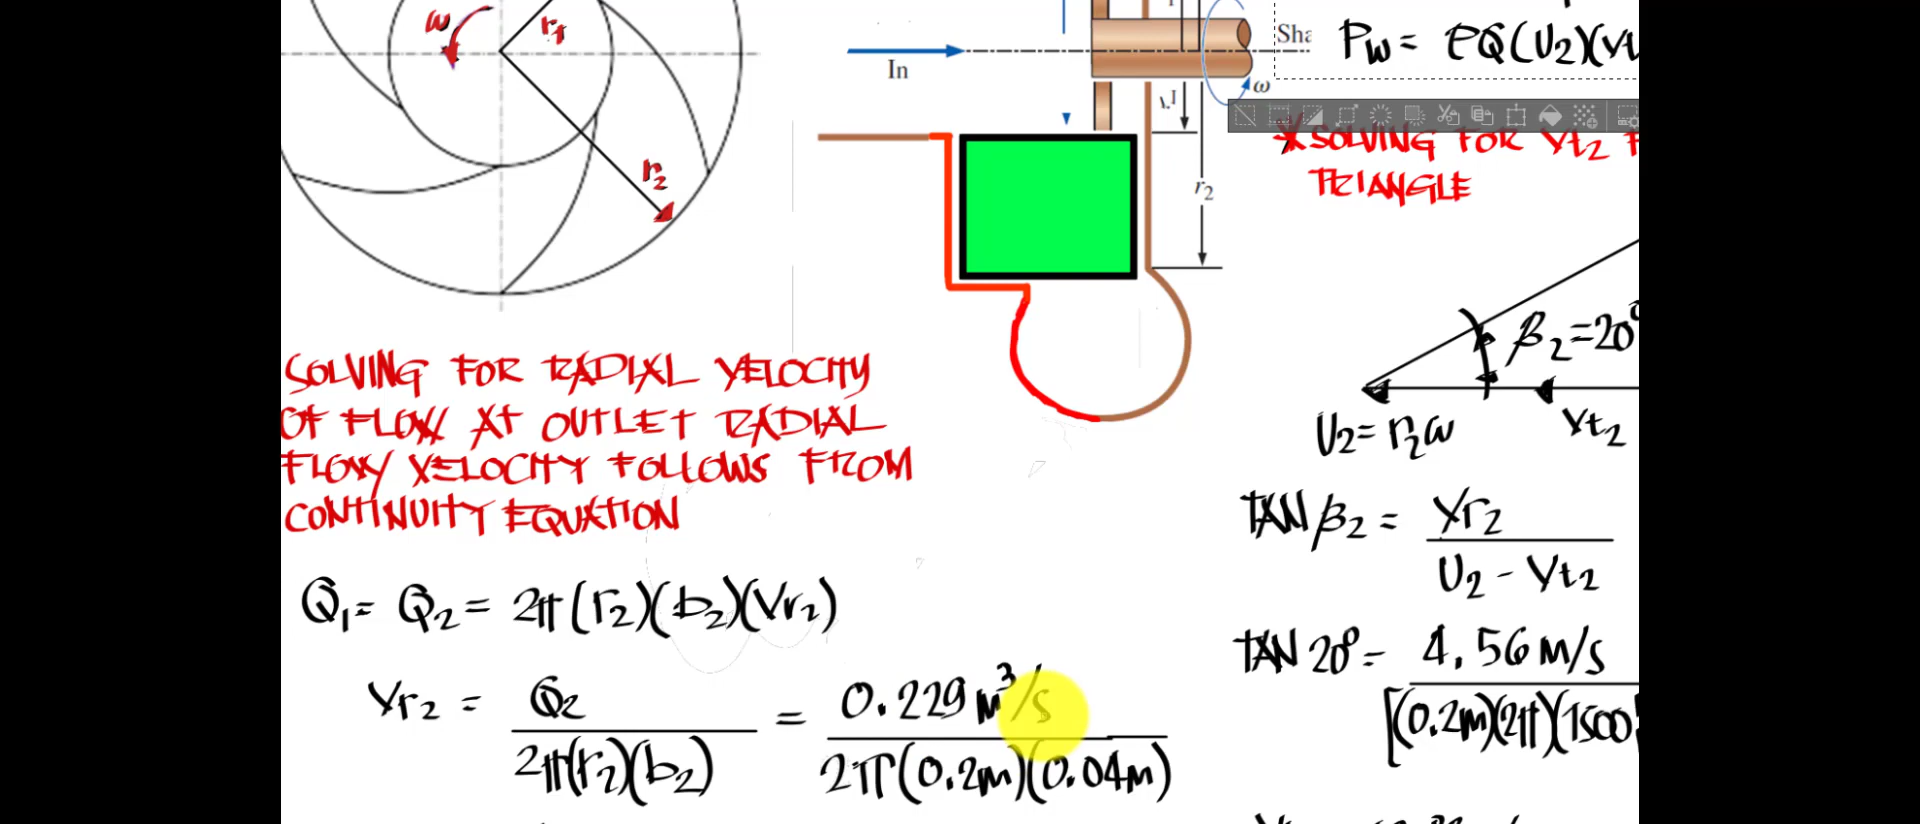 ω
r1
r2
In
r1
r2
ω
Sha
Pw = ρQ(U2)(Vt
*SOLVING FOR Vt2 F
TRIANGLE
β2=20°
U2= r2ω
Vt2
TAN β2 = Vr2
U2 - Vt2
TAN 20° = 4.56 m/s
[(0.2m)(2π)(1500
SOLVING FOR RADIAL VELOCITY
OF FLOW AT OUTLET RADIAL
FLOW VELOCITY FOLLOWS FROM
CONTINUITY EQUATION
Q1= Q2 = 2π(r2)(b2)(Vr2)
Vr2 = Q2 = 0.229 m³/s
2π(r2)(b2) 2π(0.2m)(0.04m)